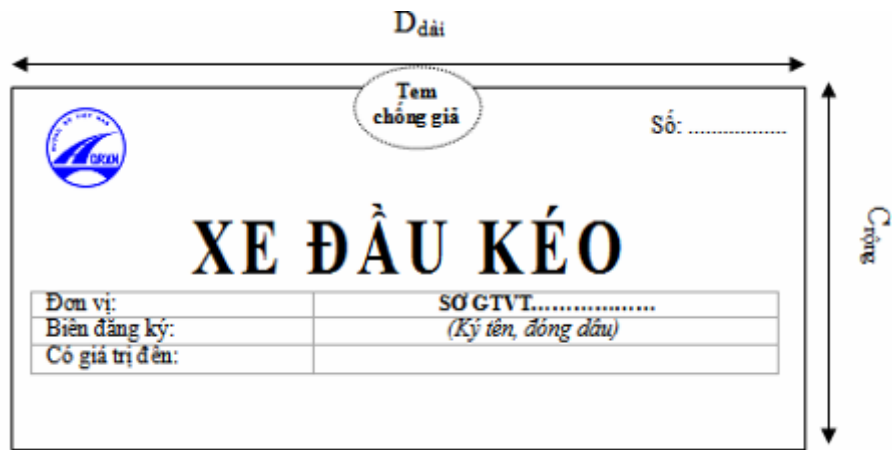 D dài
Tem
chống giả
Số: .................
XE ĐẦU KÉO
Đơn vị:
SỞ GTVT..................
Biển đăng ký:
(Ký tên, đóng dấu)
Có giá trị đến:
C rộng